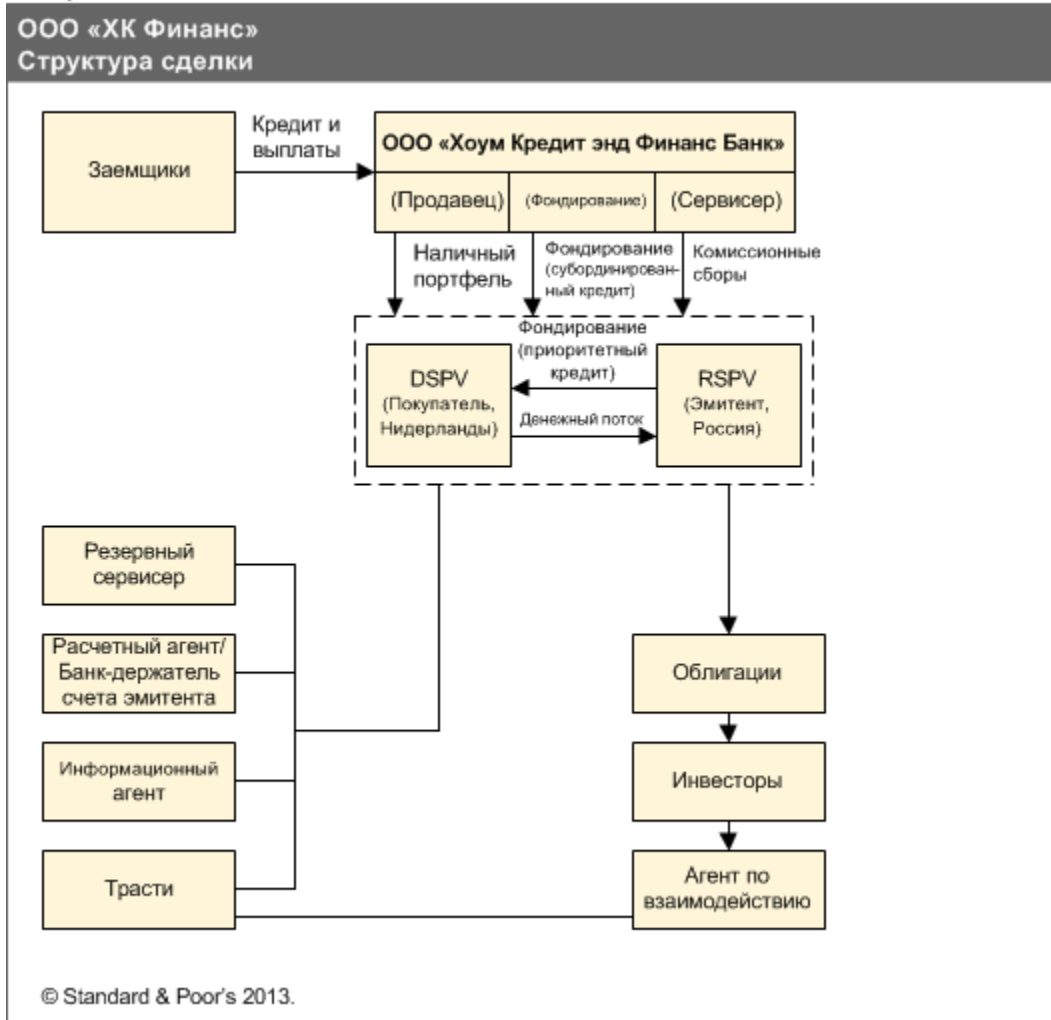 ООО «ХК Финанс»
Структура сделки
Заемщики
Кредит и
выплаты
ООО «Хоум Кредит энд Финанс Банк»
(Продавец)
(Фондирование)
(Сервисер)
Наличный
портфель
Фондирование
(субординирован-
ный кредит)
Комиссионные
сборы
Фондирование
(приоритетный
кредит)
DSPV
(Покупатель,
Нидерланды)
Денежный поток
RSPV
(Эмитент,
Россия)
Резервный
сервисер
Расчетный агент/
Банк-держатель
счета эмитента
Информационный
агент
Трасти
Облигации
Инвесторы
Агент по
взаимодействию
© Standard & Poor's 2013.